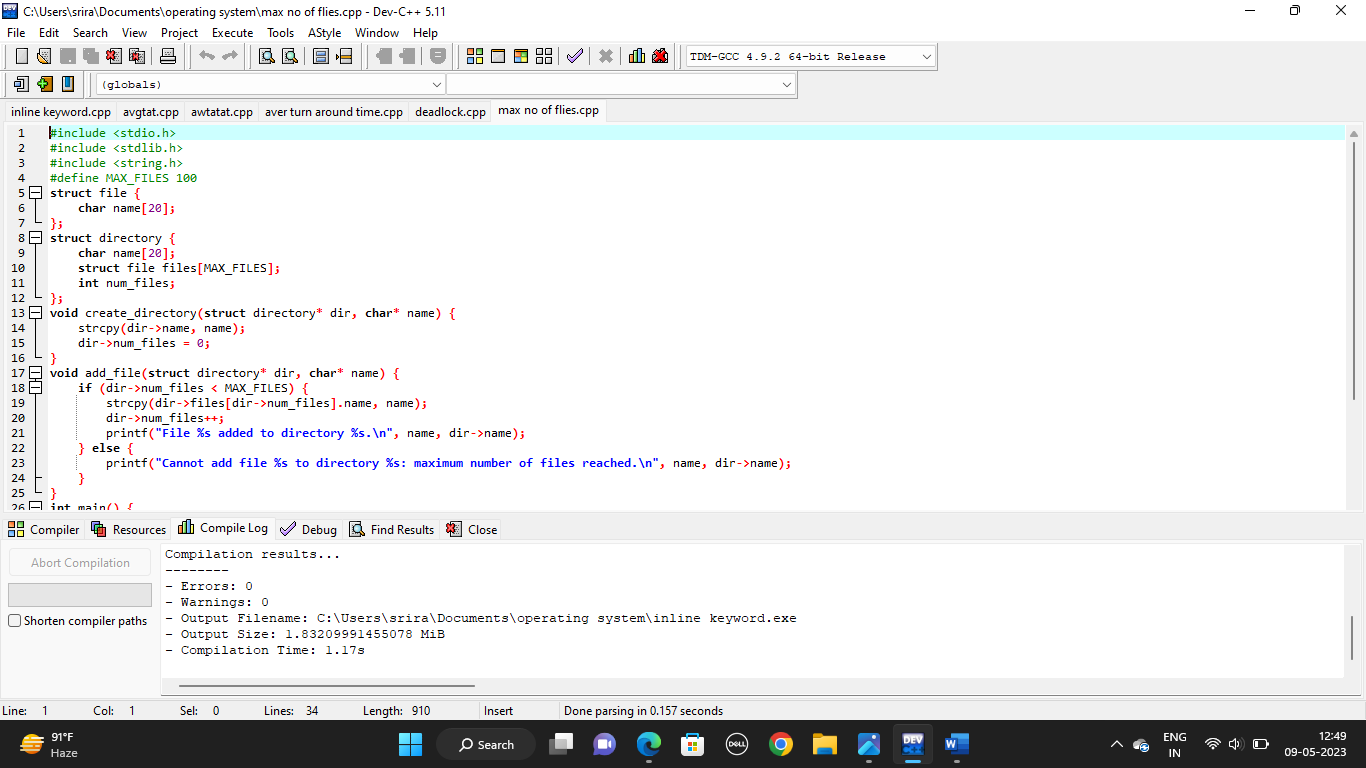 C:\Users\srira\Documents\operating system\max no of flies.cpp - Dev-C++ 5.11
File Edit Search View Project Execute Tools AStyle Window Help
TDM-GCC 4.9.2 64-bit Release
(globals)
inline keyword.cpp avgtat.cpp awtatat.cpp aver turn around time.cpp deadlock.cpp max no of flies.cpp
1 #include <stdio.h>
2 #include <stdlib.h>
3 #include <string.h>
4 #define MAX_FILES 100
5 struct file {
6 char name[20];
7 };
8 struct directory {
9 char name[20];
10 struct file files[MAX_FILES];
11 int num_files;
12 };
13 void create_directory(struct directory* dir, char* name) {
14 strcpy(dir->name, name);
15 dir->num_files = 0;
16 }
17 void add_file(struct directory* dir, char* name) {
18 if (dir->num_files < MAX_FILES) {
19 strcpy(dir->files[dir->num_files].name, name);
20 dir->num_files++;
21 printf("File %s added to directory %s.\n", name, dir->name);
22 } else {
23 printf("Cannot add file %s to directory %s: maximum number of files reached.\n", name, dir->name);
24 }
25 }
26 int main() {
Compiler Resources Compile Log Debug Find Results Close
Abort Compilation
Shorten compiler paths
Compilation results...
--------
- Errors: 0
- Warnings: 0
- Output Filename: C:\Users\srira\Documents\operating system\inline keyword.exe
- Output Size: 1.83209991455078 MiB
- Compilation Time: 1.17s
Line: 1 Col: 1 Sel: 0 Lines: 34 Length: 910 Insert Done parsing in 0.157 seconds
91°F
Haze
Search
DELL
DEV
ENG
IN
12:49
09-05-2023